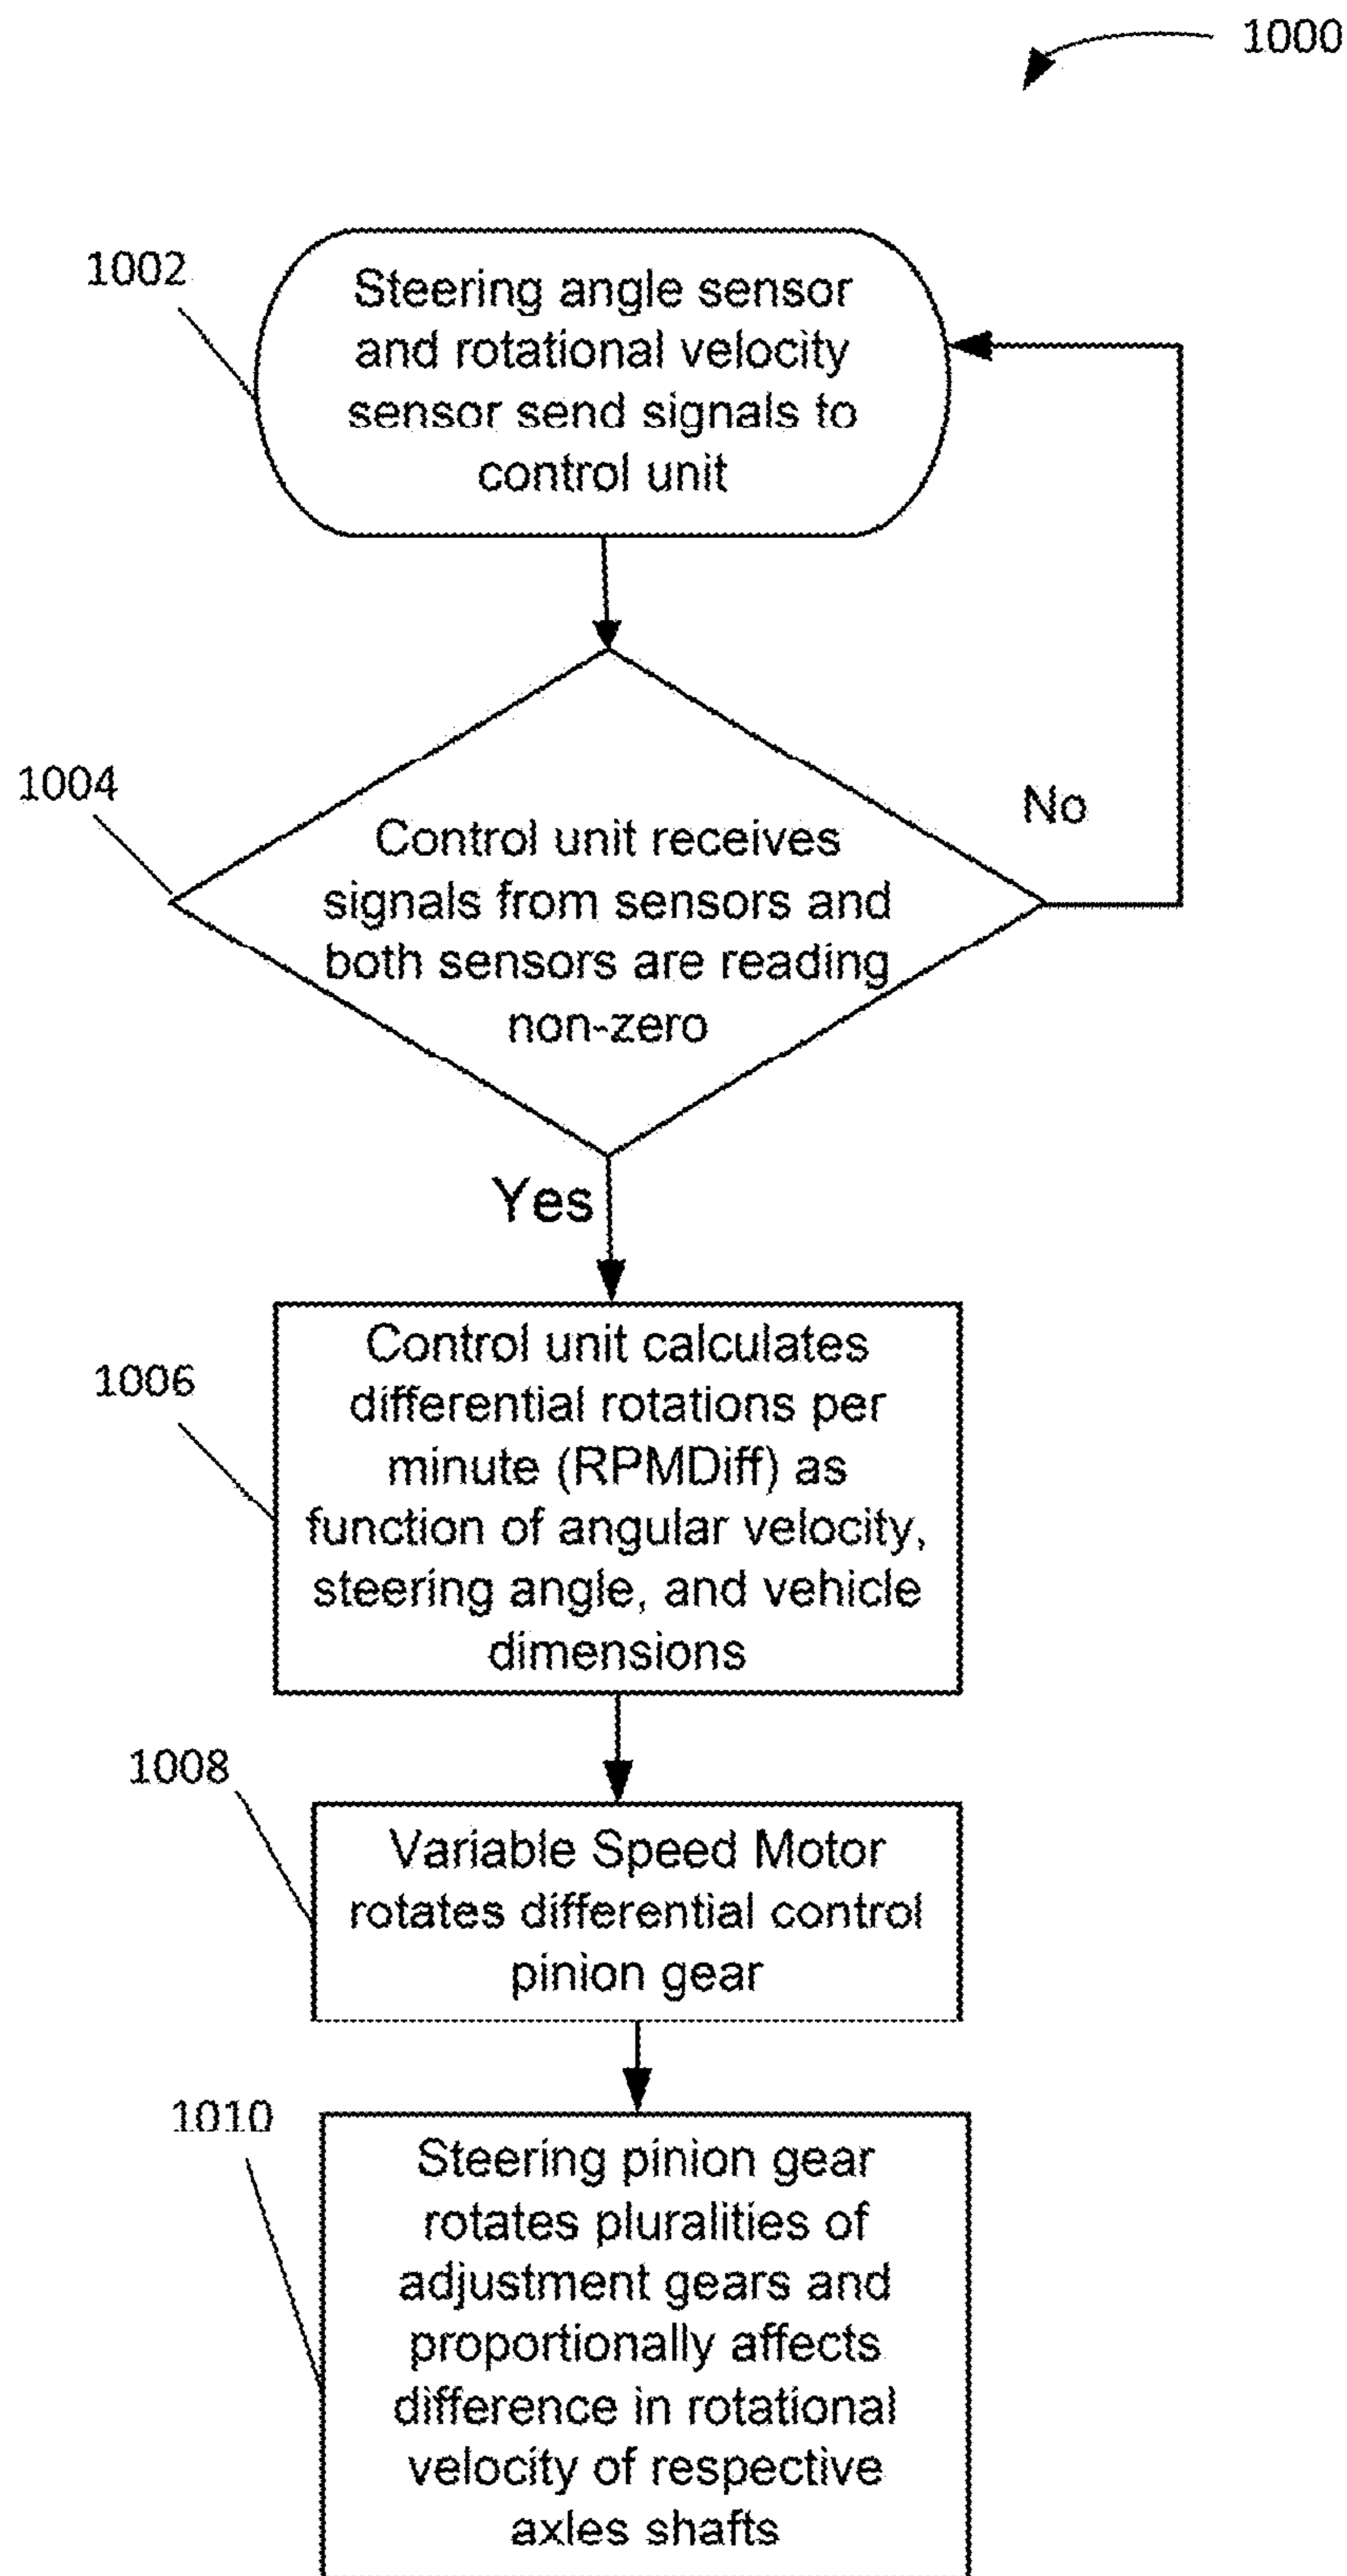 1000
1002
Steering angle sensor
and rotational velocity
sensor send signals to
control unit
1004
No
Control unit receives
signals from sensors and
both sensors are reading
non-zero
Yes
1006
Control unit calculates
differential rotations per
minute (RPMDiff) as
function of angular velocity,
steering angle, and vehicle
dimensions
1008
Variable Speed Motor
rotates differential control
pinion gear
1010
Steering pinion gear
rotates pluralities of
adjustment gears and
proportionally affects
difference in rotational
velocity of respective
axles shafts